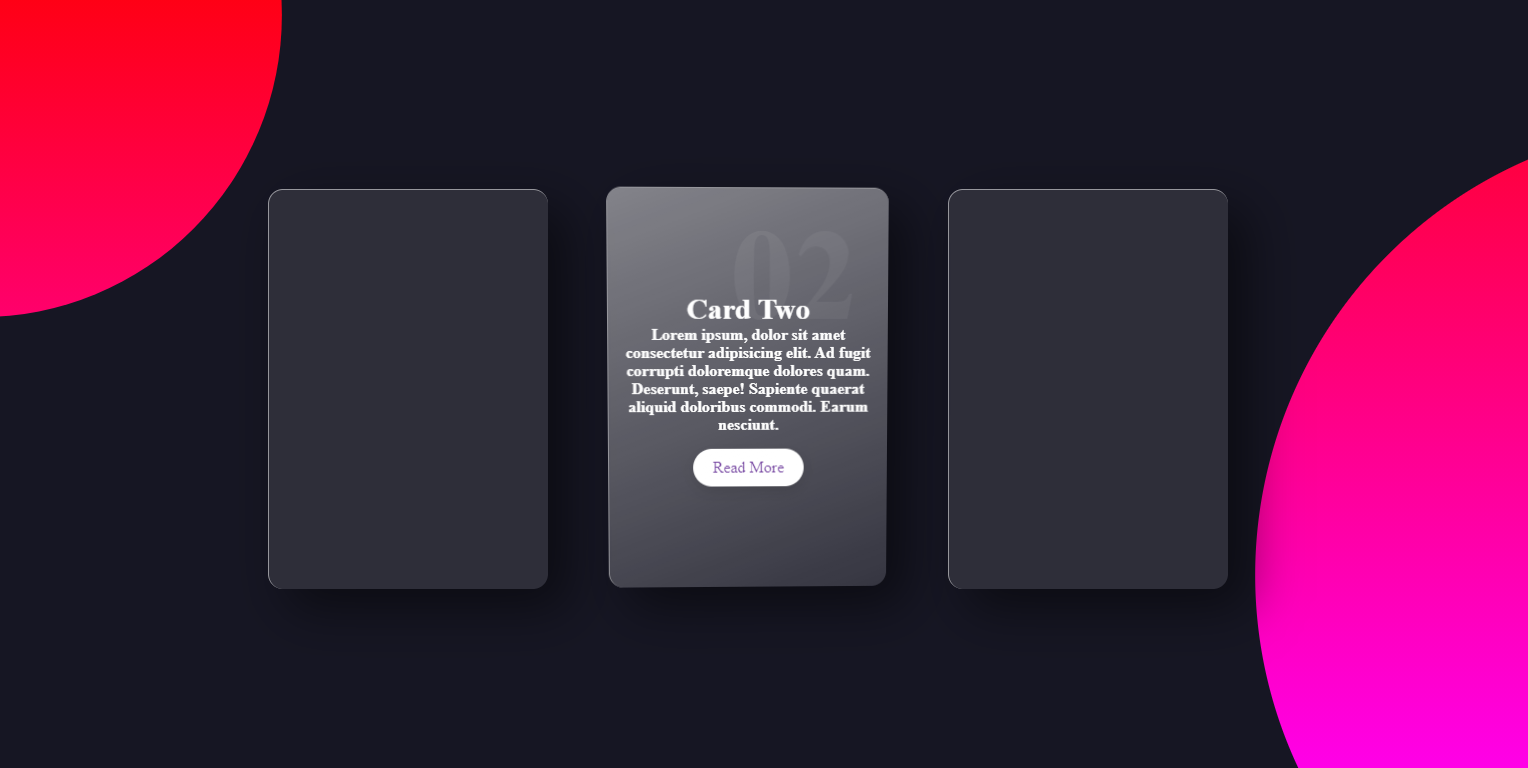 02
Card Two
Lorem ipsum, dolor sit amet
consectetur adipisicing elit. Ad fugit
corrupti doloremque dolores quam.
Deserunt, saepe! Sapiente quaerat
aliquid doloribus commodi. Earum
nesciunt.
Read More